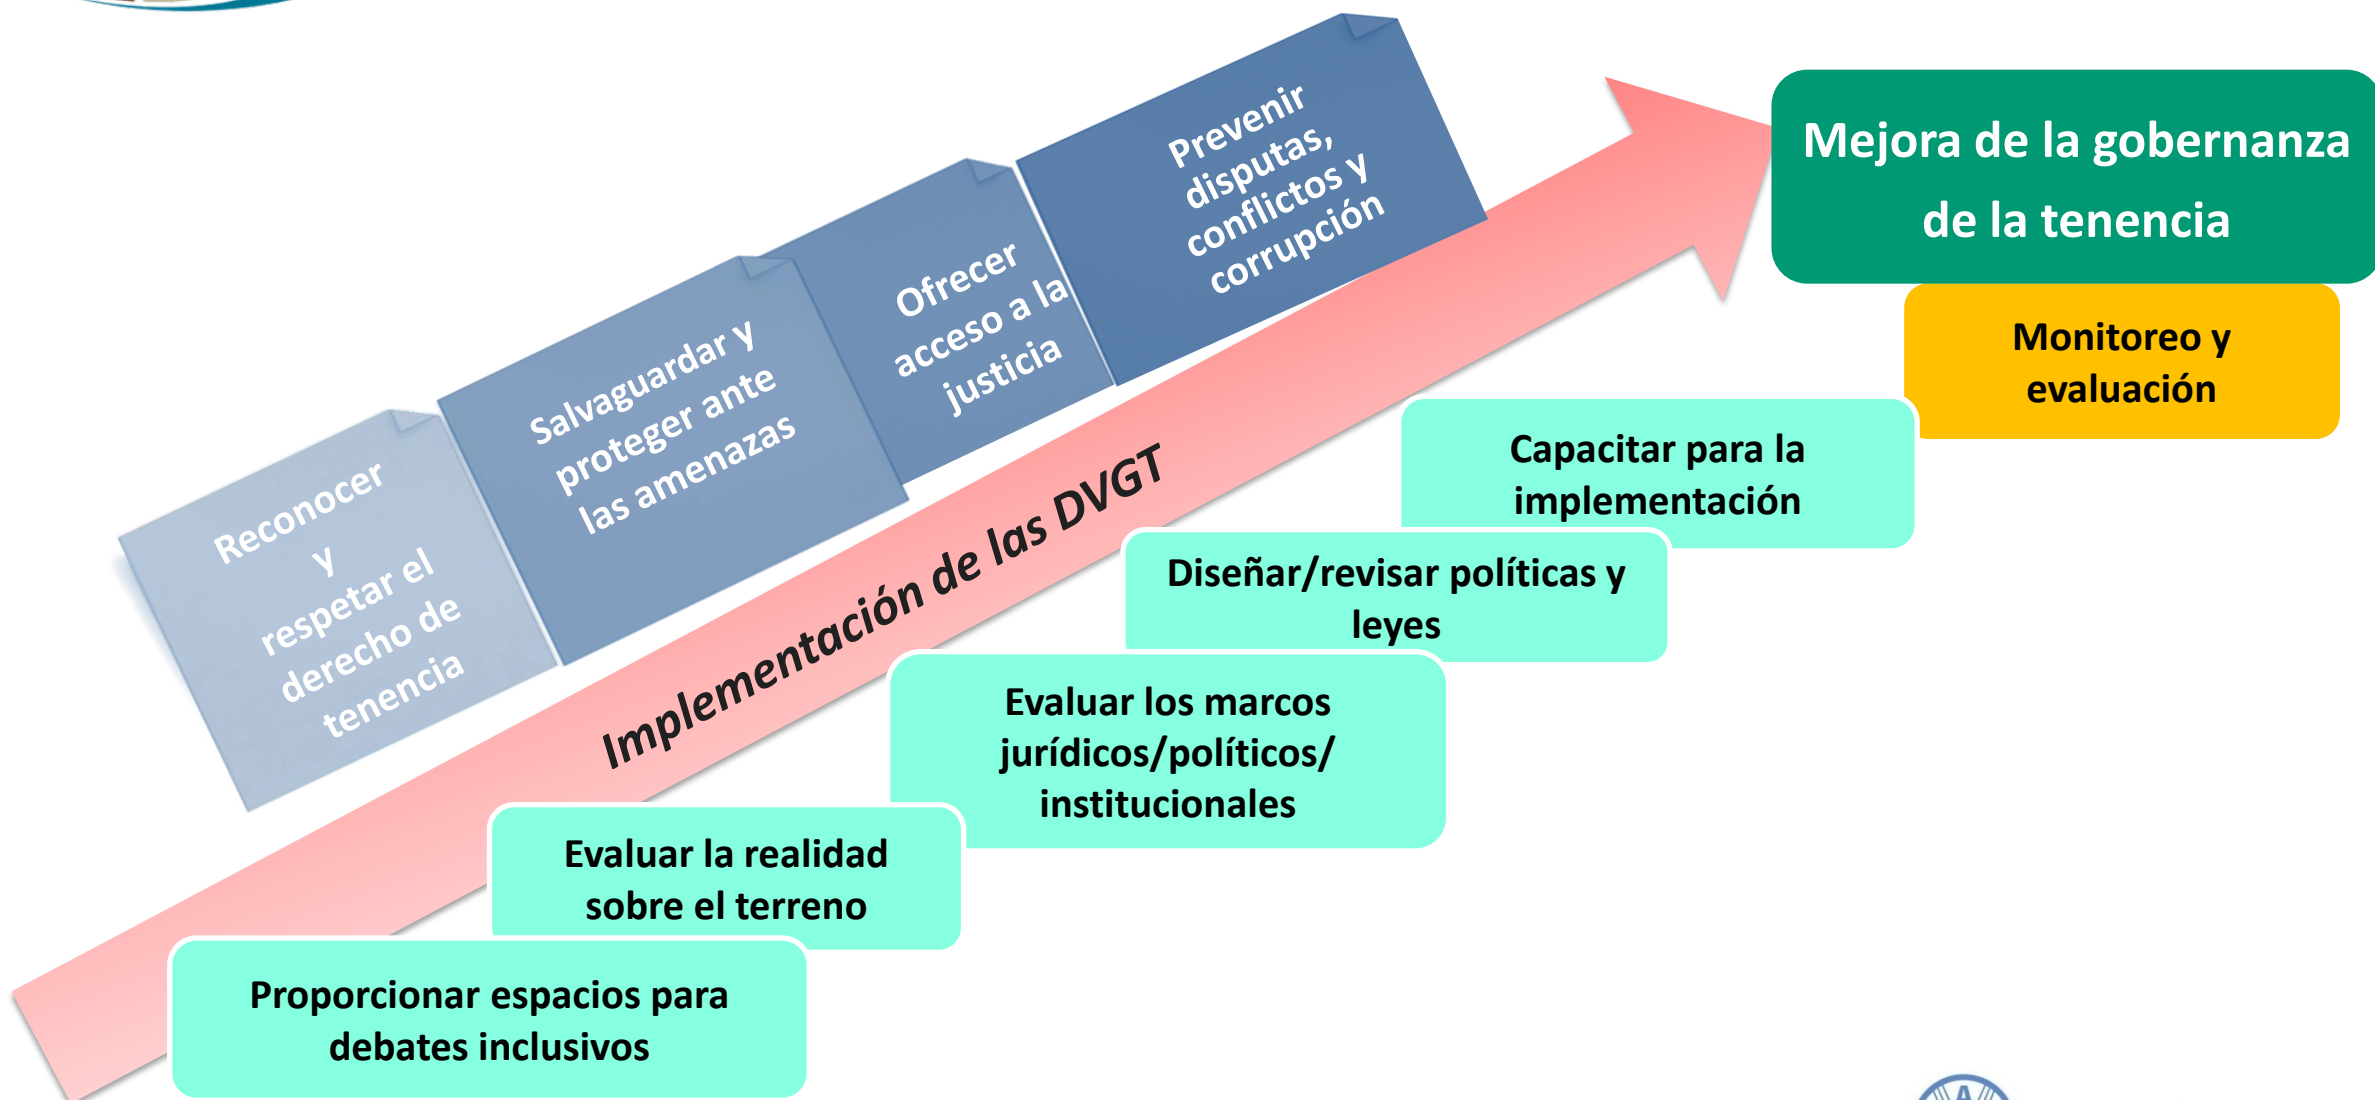 Prevenir
disputas,
conflictos y
corrupción
Mejora de la gobernanza
de la tenencia
Ofrecer
acceso a la
justicia
Salvaguardar y
proteger ante
las amenazas
Monitoreo y
evaluación
Reconocer
y
respetar el
derecho de
tenencia
Implementación de las DVGT
Capacitar para la
implementación
Diseñar/revisar políticas y
leyes
Evaluar los marcos
jurídicos/políticos/
institucionales
Evaluar la realidad
sobre el terreno
Proporcionar espacios para
debates inclusivos
A